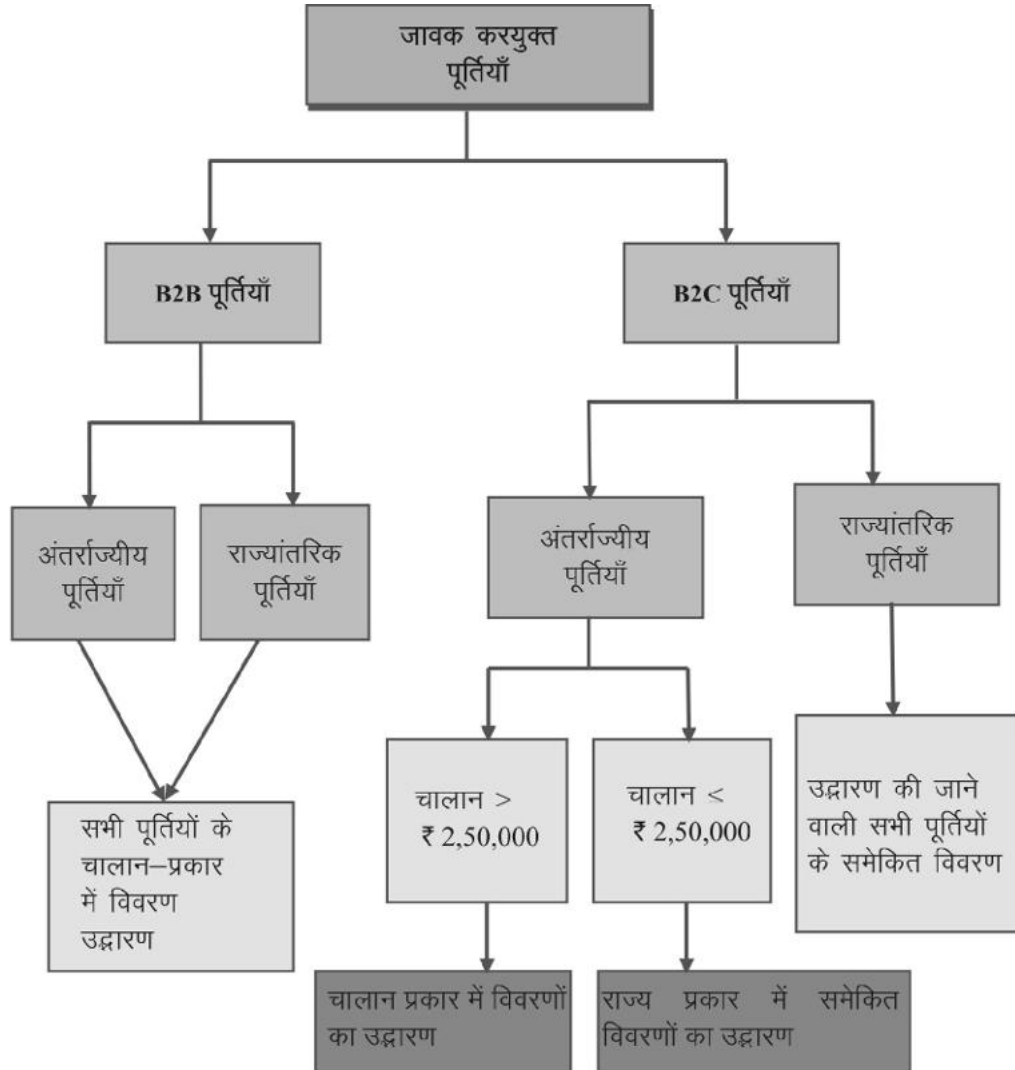 जावक करयुक्त
पूर्तियाँ
B2B पूर्तियाँ
B2C पूर्तियाँ
अंतर्राज्यीय
पूर्तियाँ
राज्यांतरिक
पूर्तियाँ
अंतर्राज्यीय
पूर्तियाँ
राज्यांतरिक
पूर्तियाँ
सभी पूर्तियों के
चालान–प्रकार
में विवरण
उद्भारण
चालान >
₹ 2,50,000
चालान ≤
₹ 2,50,000
उद्भारण की जाने
वाली सभी पूर्तियों
के समेकित विवरण
चालान प्रकार में विवरणों
का उद्भारण
राज्य प्रकार में समेकित
विवरणों का उद्भारण